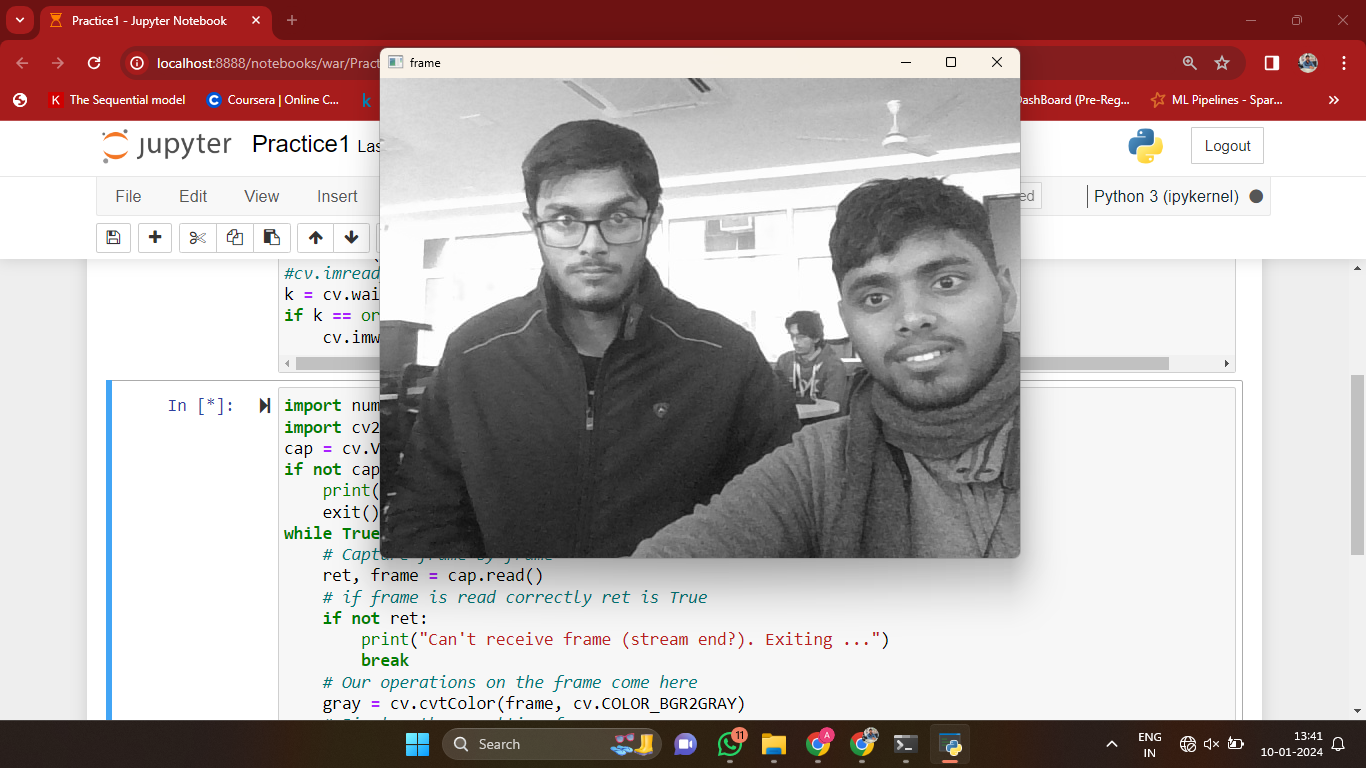 Practice1 - Jupyter Notebook
localhost:8888/notebooks/war/Pract
The Sequential model
Coursera | Online C...
k
DashBoard (Pre-Reg...
ML Pipelines - Spar...
frame
jupyter Practice1 Las
Logout
File Edit View Insert
ed
Python 3 (ipykernel)
#cv.imread
k = cv.wai
if k == or
cv.imw
In [*]:
import num
import cv2
cap = cv.V
if not cap
print(
exit()
while True
# Capture frame-by-frame
ret, frame = cap.read()
# if frame is read correctly ret is True
if not ret:
print("Can't receive frame (stream end?). Exiting ...")
break
# Our operations on the frame come here
gray = cv.cvtColor(frame, cv.COLOR_BGR2GRAY)
Search
11
A
ENG
IN
13:41
10-01-2024